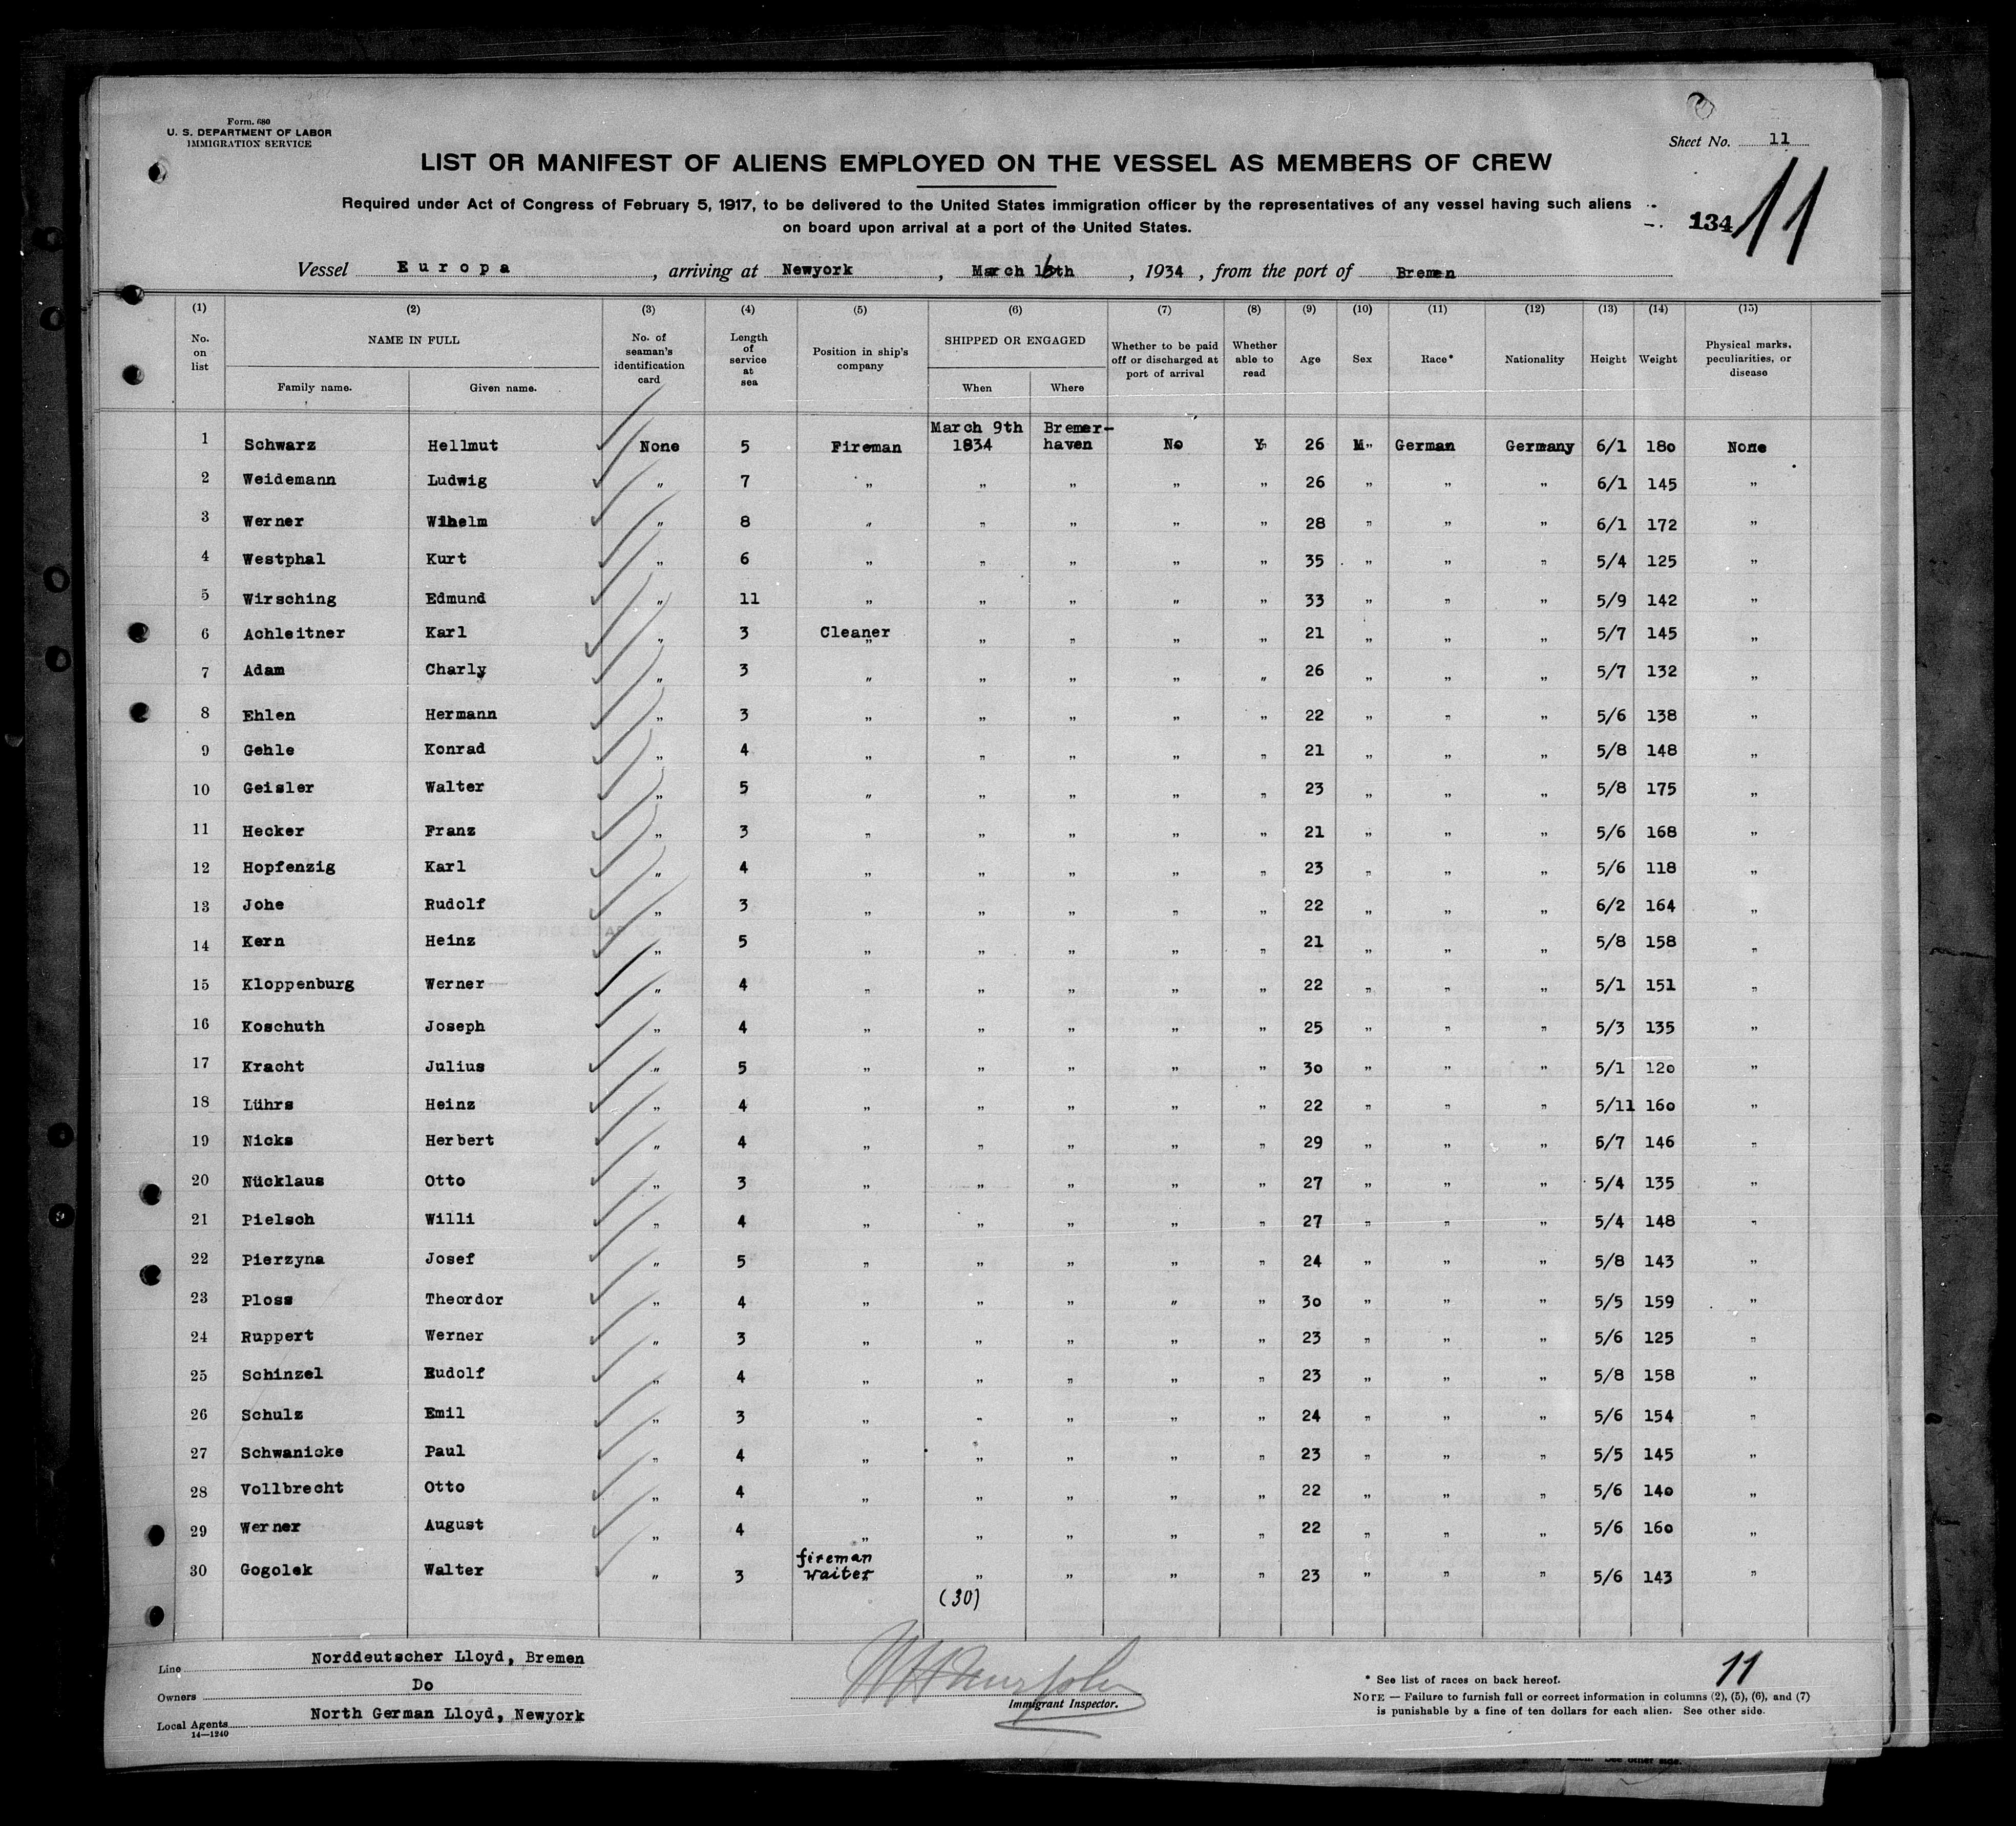 Form. 680
U. S. DEPARTMENT OF LABOR
IMMIGRATION SERVICE
Sheet No. 11
LIST OR MANIFEST OF ALIENS EMPLOYED ON THE VESSEL AS MEMBERS OF CREW
Required under Act of Congress of February 5, 1917, to be delivered to the United States immigration officer by the representatives of any vessel having such aliens
on board upon arrival at a port of the United States.
134 11
Vessel Europa, arriving at Newyork, March 16th, 1934, from the port of Bremen
(1) (2) (3) (4) (5) (6) (7) (8) (9) (10) (11) (12) (13) (14) (15)
No. on list NAME IN FULL Family name. Given name. No. of seaman's identification card Length of service at sea Position in ship's company SHIPPED OR ENGAGED When Where Whether to be paid off or discharged at port of arrival Whether able to read Age Sex Race* Nationality Height Weight Physical marks, peculiarities, or disease
1 Schwarz Hellmut None 5 Fireman March 9th 1834 Bremer-haven No Y" 26 M" German Germany 6/1 180 None
2 Weidemann Ludwig " 7 " " " " " 26 " " " 6/1 145 "
3 Werner Wihelm " 8 " " " " " 28 " " " 6/1 172 "
4 Westphal Kurt " 6 " " " " " 35 " " " 5/4 125 "
5 Wirsching Edmund " 11 " " " " " 33 " " " 5/9 142 "
6 Achleitner Karl " 3 Cleaner " " " " 21 " " " 5/7 145 "
7 Adam Charly " 3 " " " " " 26 " " " 5/7 132 "
8 Ehlen Hermann " 3 " " " " " 22 " " " 5/6 138 "
9 Gehle Konrad " 4 " " " " " 21 " " " 5/8 148 "
10 Geisler Walter " 5 " " " " " 23 " " " 5/8 175 "
11 Hecker Franz " 3 " " " " " 21 " " " 5/6 168 "
12 Hopfenzig Karl " 4 " " " " " 23 " " " 5/6 118 "
13 Johe Rudolf " 3 " " " " " 22 " " " 6/2 164 "
14 Kern Heinz " 5 " " " " " 21 " " " 5/8 158 "
15 Kloppenburg Werner " 4 " " " " " 22 " " " 5/1 151 "
16 Koschuth Joseph " 4 " " " " " 25 " " " 5/3 135 "
17 Kracht Julius " 5 " " " " " 30 " " " 5/1 120 "
18 Lührs Heinz " 4 " " " " " 22 " " " 5/11 160 "
19 Nicks Herbert " 4 " " " " " 29 " " " 5/7 146 "
20 Nücklaus Otto " 3 " " " " " 27 " " " 5/4 135 "
21 Pielsch Willi " 4 " " " " " 27 " " " 5/4 148 "
22 Pierzyna Josef " 5 " " " " " 24 " " " 5/8 143 "
23 Ploss Theordor " 4 " " " " " 30 " " " 5/5 159 "
24 Ruppert Werner " 3 " " " " " 23 " " " 5/6 125 "
25 Schinzel Rudolf " 4 " " " " " 23 " " " 5/8 158 "
26 Schulz Emil " 3 " " " " " 24 " " " 5/6 154 "
27 Schwanicke Paul " 4 " " " " " 23 " " " 5/5 145 "
28 Vollbrecht Otto " 4 " " " " " 22 " " " 5/6 140 "
29 Werner August " 4 " " " " " 22 " " " 5/6 160 "
30 Gogolek Walter " 3 fireman waiter " " " " 23 " " " 5/6 143 "
(30)
Line Norddeutscher Lloyd, Bremen
Owners Do
Local Agents North German Lloyd, Newyork
14—1240
Immigrant Inspector.
* See list of races on back hereof.
11
NOTE — Failure to furnish full or correct information in columns (2), (5), (6), and (7)
is punishable by a fine of ten dollars for each alien. See other side.